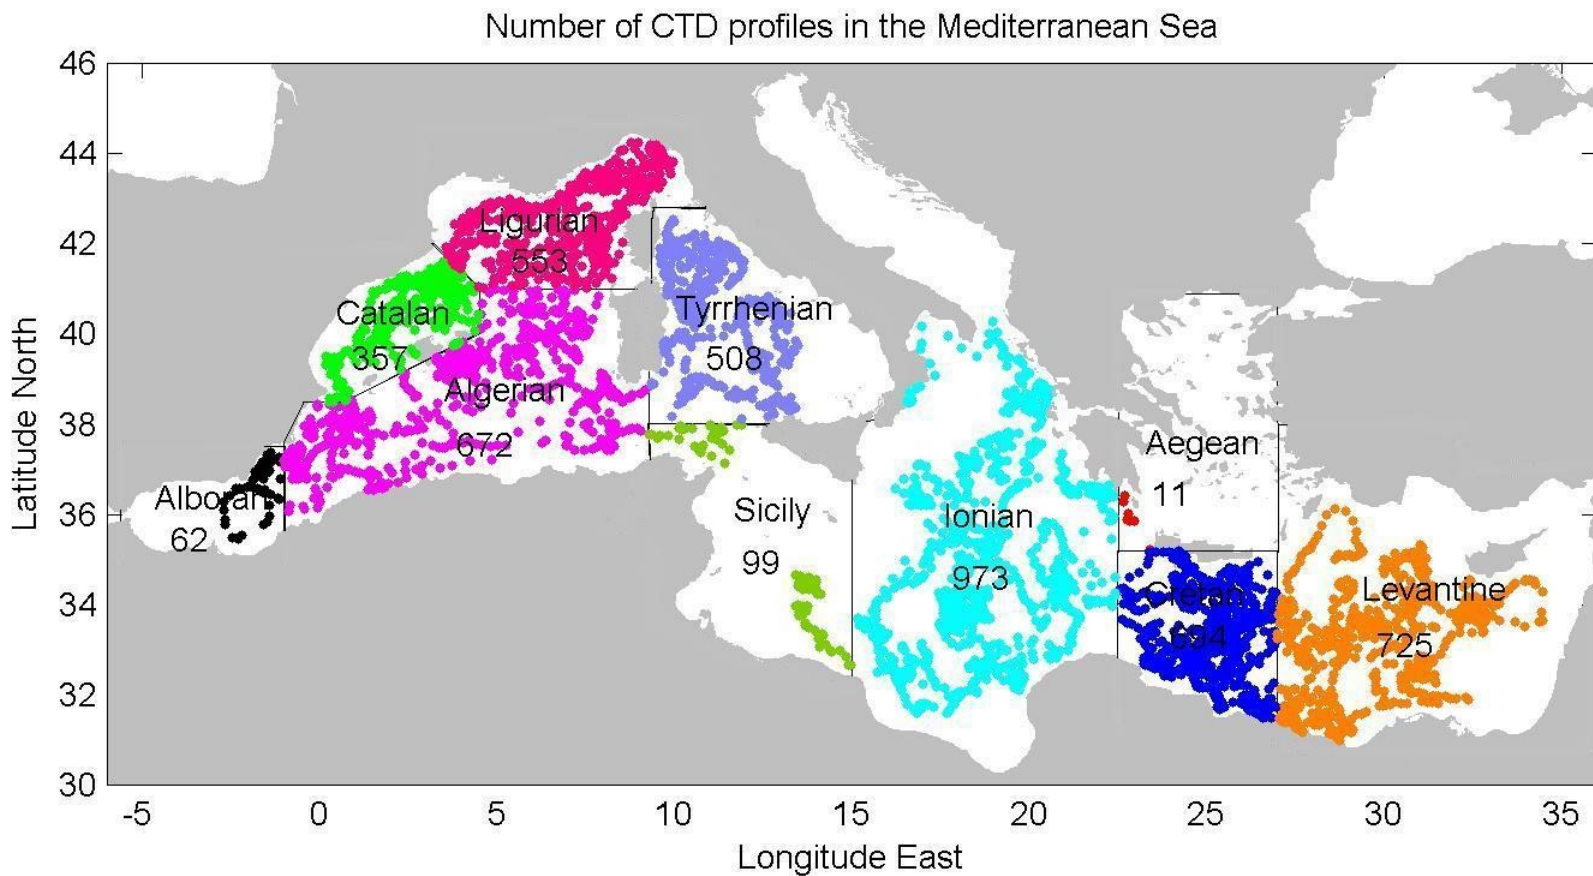 Number of CTD profiles in the Mediterranean Sea
46
44
42
40
38
36
34
32
30
Latitude North
Ligurian
553
Catalan
357
Tyrrhenian
508
Algerian
672
Alboran
62
Sicily
99
Ionian
973
Aegean
11
Cretan
694
Levantine
725
-5 0 5 10 15 20 25 30 35
Longitude East